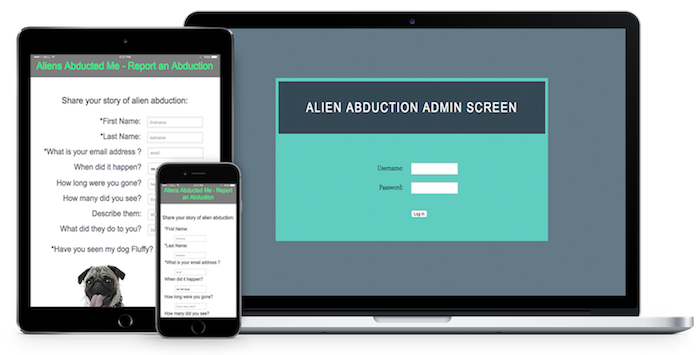 Aliens Abducted Me - Report an Abduction
Share your story of alien abduction:
*First Name:
firstname
*Last Name:
lastname
*What is your email address ?
email
When did it happen?
How long were you gone?
How many did you see?
Describe them:
What did they do to you?
*Have you seen my dog Fluffy?
Aliens Abducted Me - Report
an Abduction
Share your story of alien abduction:
*First Name:
firstname
*Last Name:
lastname
*What is your email address ?
email
When did it happen?
How long were you gone?
How many did you see?
ALIEN ABDUCTION ADMIN SCREEN
Username:
Password:
Log In